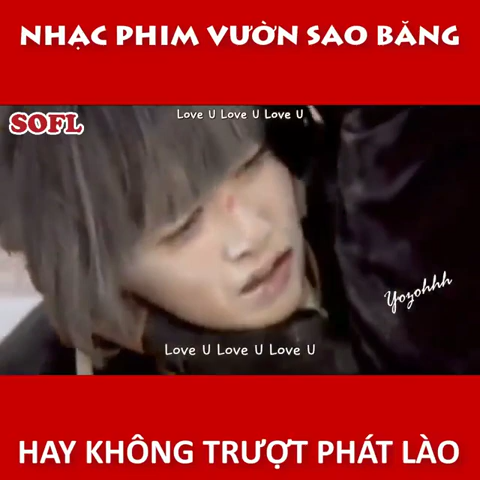 NHẠC PHIM VƯỜN SAO BĂNG
Love U Love U Love U
SOFL
Yozohhh
Love U Love U Love U
HAY KHÔNG TRƯỢT PHÁT LÀO